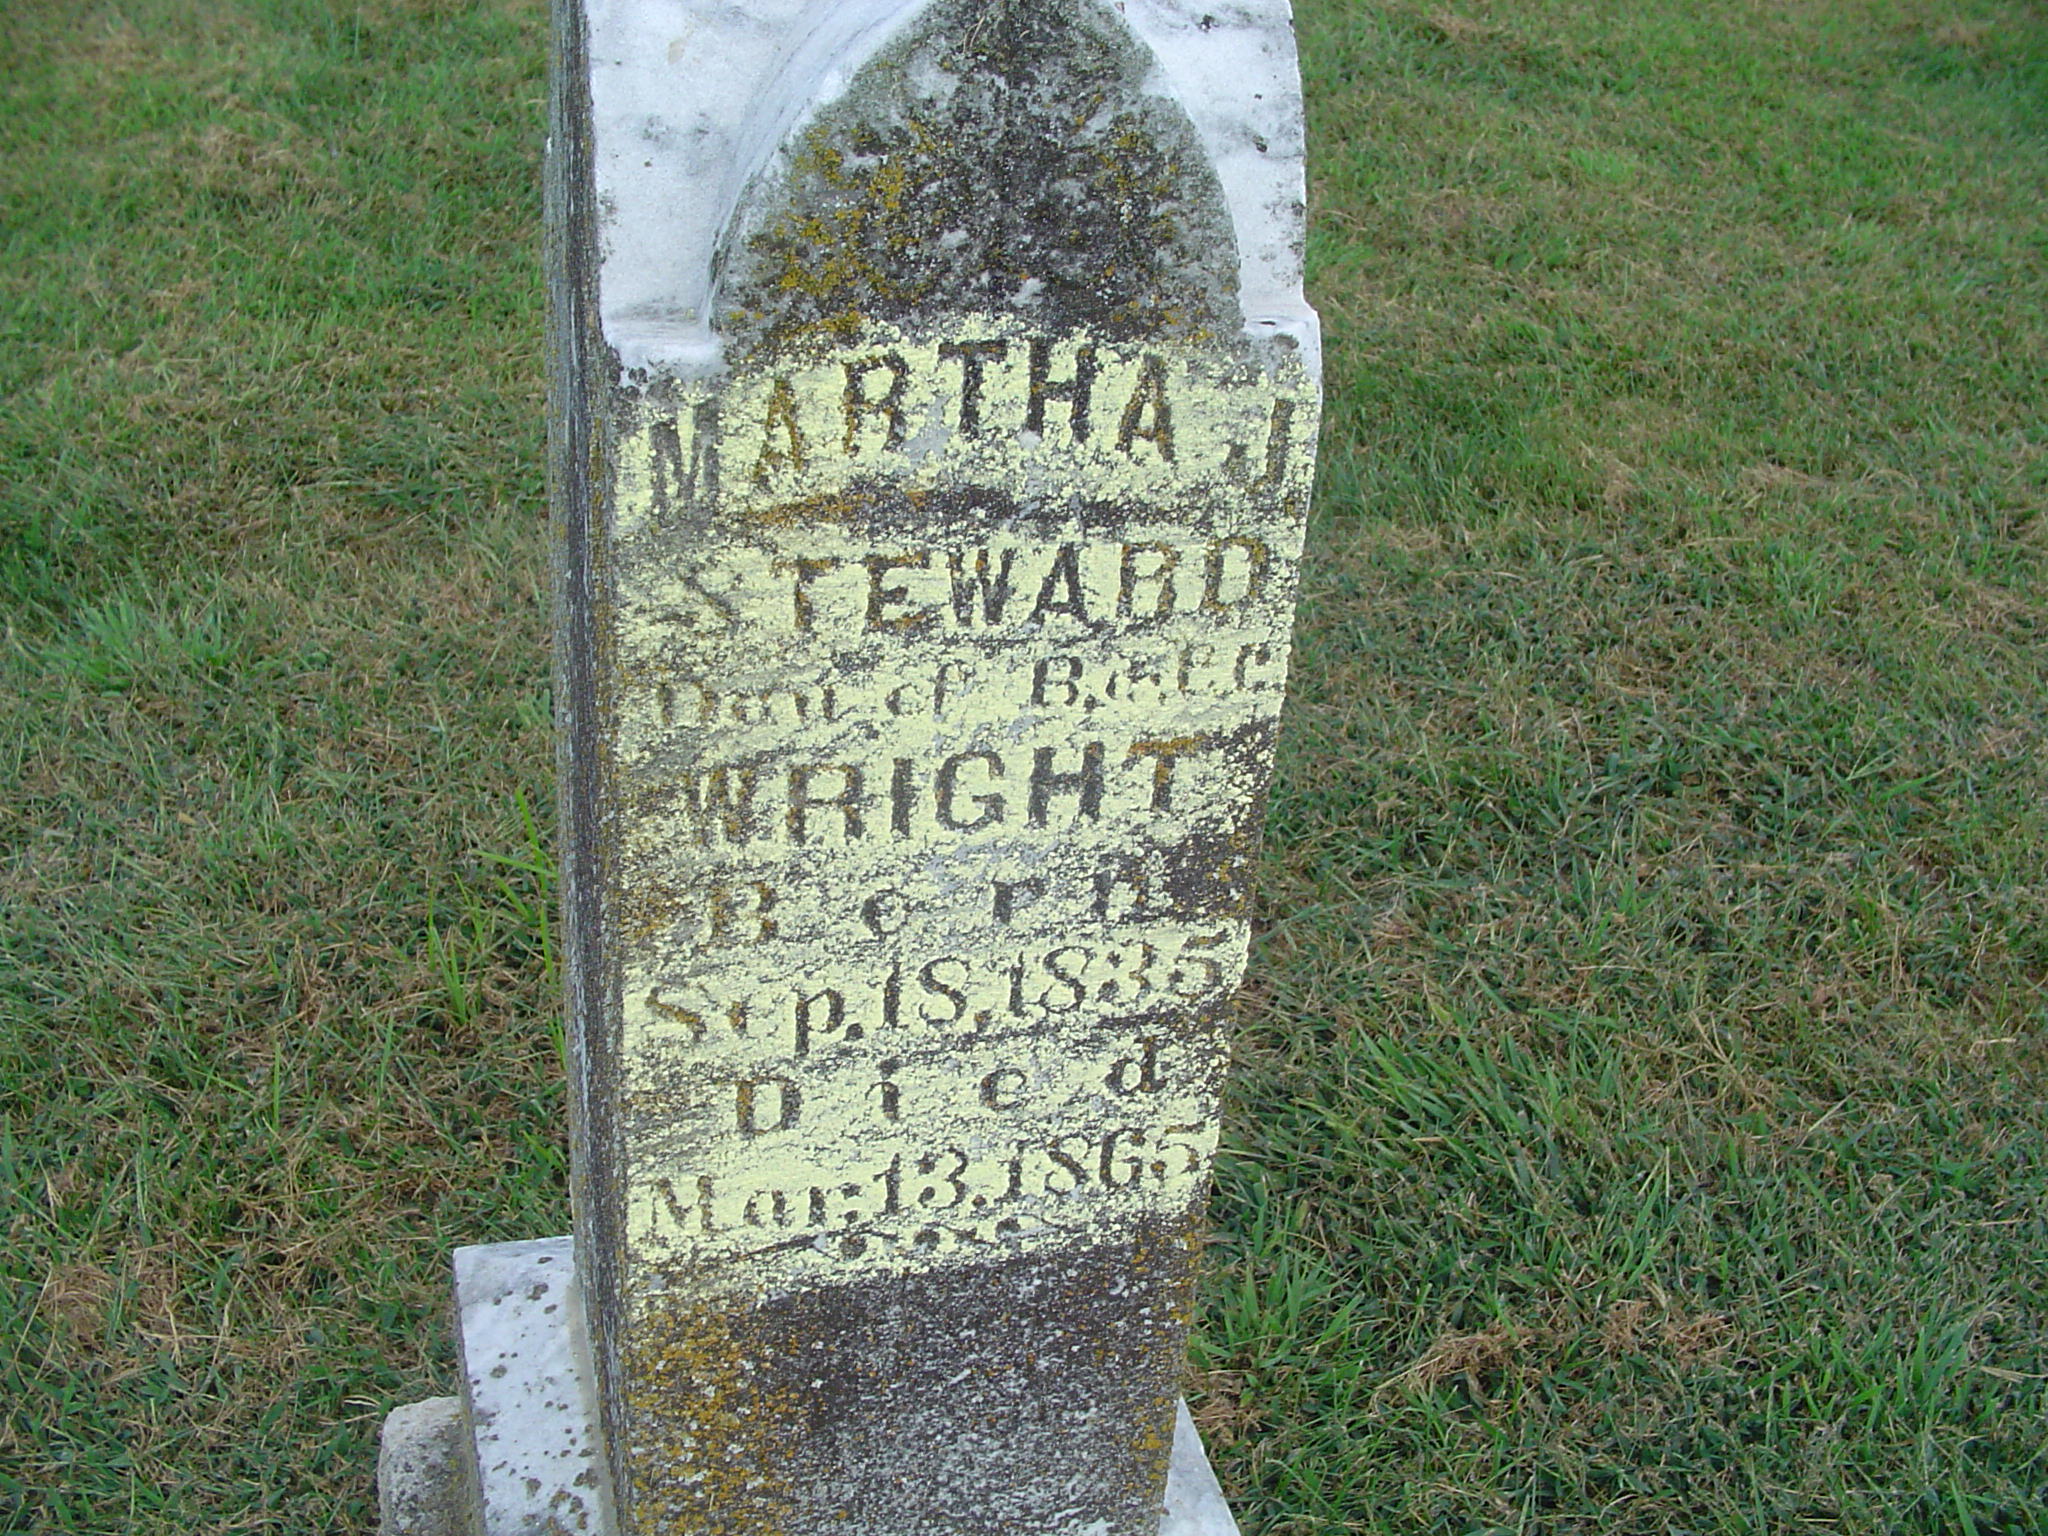 MARTHA J
STEWARD
Dau. of B. & P. C
WRIGHT
Born
Sep. 18, 1835
Died
Mar. 13. 1865